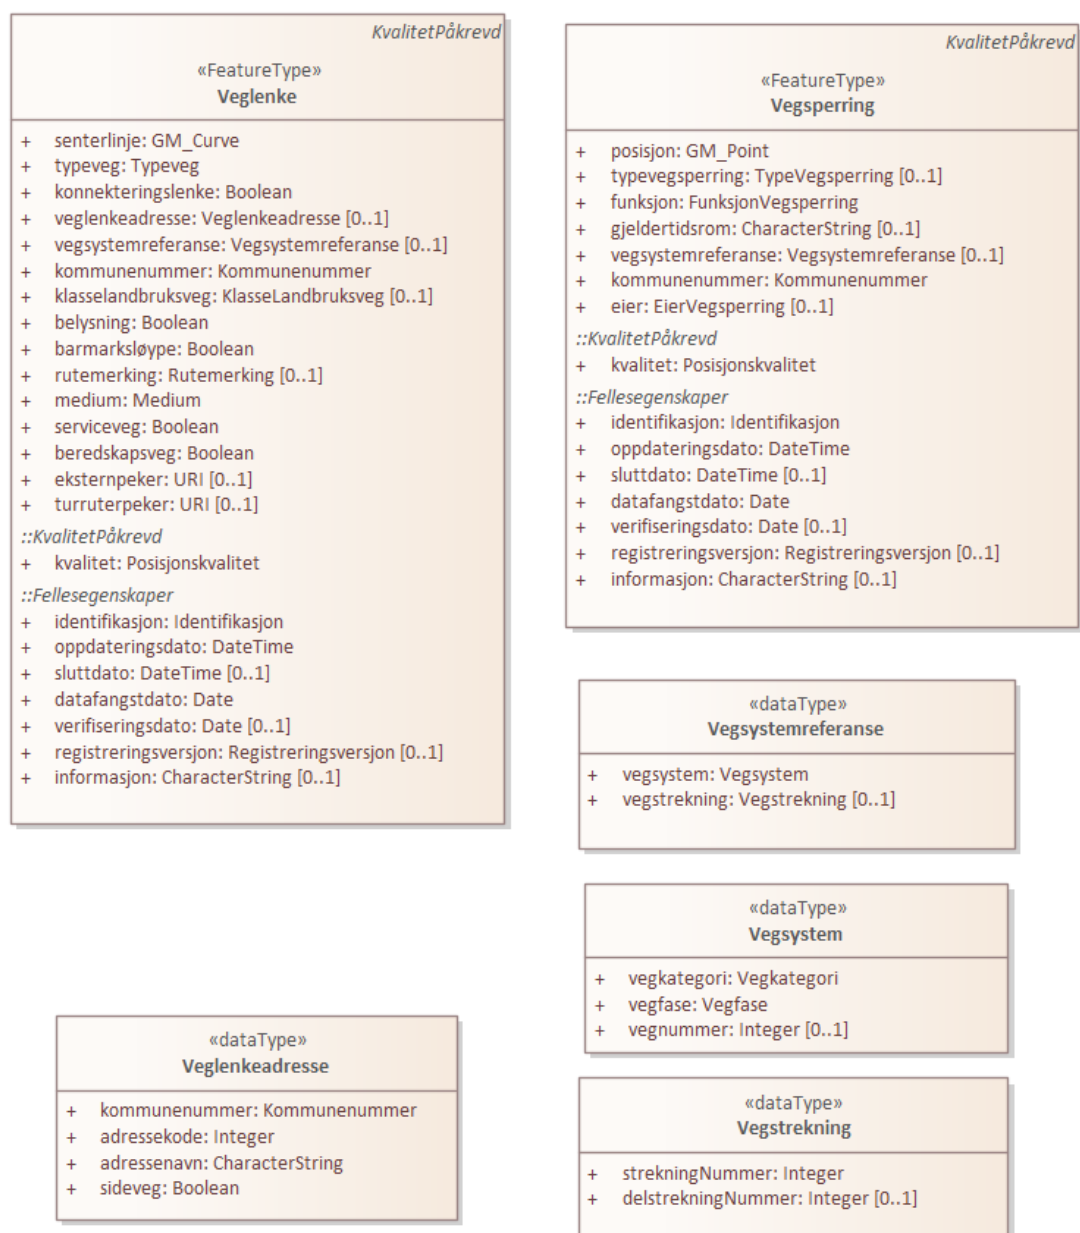 KvalitetPåkrevd
«FeatureType»
Veglenke
+ senterlinje: GM_Curve
+ typeveg: Typeveg
+ konnekteringslenke: Boolean
+ veglenkeadresse: Veglenkeadresse [0..1]
+ vegsystemreferanse: Vegsystemreferanse [0..1]
+ kommunenummer: Kommunenummer
+ klasselandbruksveg: KlasseLandbruksveg [0..1]
+ belysning: Boolean
+ barmarksløype: Boolean
+ rutemerking: Rutemerking [0..1]
+ medium: Medium
+ serviceveg: Boolean
+ beredskapsveg: Boolean
+ eksternpeker: URI [0..1]
+ turruterpeker: URI [0..1]
::KvalitetPåkrevd
+ kvalitet: Posisjonskvalitet
::Fellesegenskaper
+ identifikasjon: Identifikasjon
+ oppdateringsdato: DateTime
+ sluttdato: DateTime [0..1]
+ datafangstdato: Date
+ verifiseringsdato: Date [0..1]
+ registreringsversjon: Registreringsversjon [0..1]
+ informasjon: CharacterString [0..1]
KvalitetPåkrevd
«FeatureType»
Vegsperring
+ posisjon: GM_Point
+ typevegsperring: TypeVegsperring [0..1]
+ funksjon: FunksjonVegsperring
+ gjeldertidsrom: CharacterString [0..1]
+ vegsystemreferanse: Vegsystemreferanse [0..1]
+ kommunenummer: Kommunenummer
+ eier: EierVegsperring [0..1]
::KvalitetPåkrevd
+ kvalitet: Posisjonskvalitet
::Fellesegenskaper
+ identifikasjon: Identifikasjon
+ oppdateringsdato: DateTime
+ sluttdato: DateTime [0..1]
+ datafangstdato: Date
+ verifiseringsdato: Date [0..1]
+ registreringsversjon: Registreringsversjon [0..1]
+ informasjon: CharacterString [0..1]
«dataType»
Vegsystemreferanse
+ vegsystem: Vegsystem
+ vegstrekning: Vegstrekning [0..1]
«dataType»
Vegsystem
+ vegkategori: Vegkategori
+ vegfase: Vegfase
+ vegnummer: Integer [0..1]
«dataType»
Veglenkeadresse
+ kommunenummer: Kommunenummer
+ adressekode: Integer
+ adressenavn: CharacterString
+ sideveg: Boolean
«dataType»
Vegstrekning
+ strekningNummer: Integer
+ delstrekningNummer: Integer [0..1]